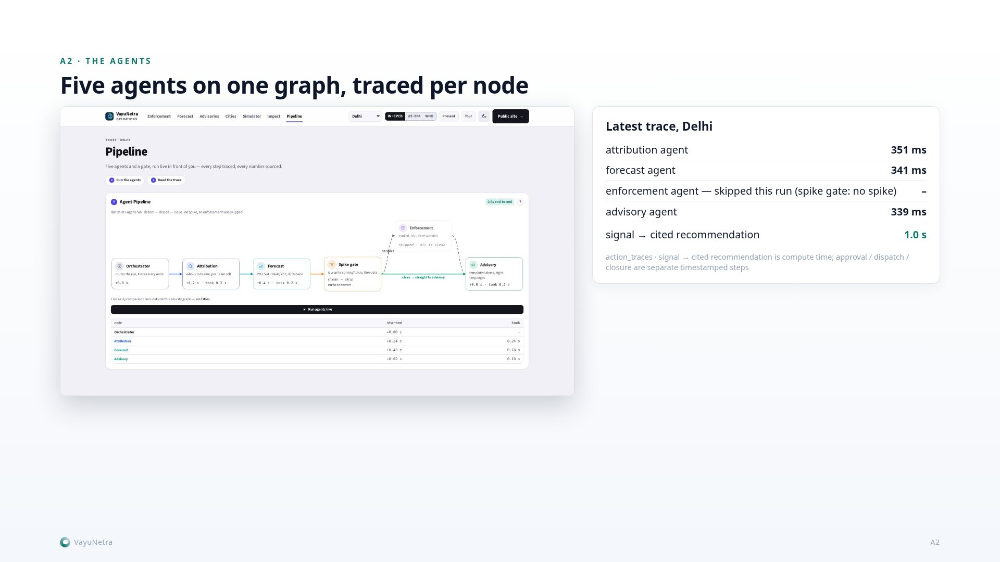 A2 · THE AGENTS
Five agents on one graph, traced per node
VayuNetra
OPERATIONS
Enforcement
Forecast
Advisories
Cities
Simulator
Impact
Pipeline
Delhi
IN · CPCB
US · EPA
WHO
Present
Tour
Public site →
TRUST · DELHI
Pipeline
Five agents and a gate, run live in front of you — every step traced, every number sourced.
1 Run the agents
2 Read the trace
Agent Pipeline
0.6s end-to-end
?
last multi-agent run · detect → decide → issue · no spike, so enforcement was skipped
Enforcement
ranked, RAG-cited worklist
skipped · air is clean
no spike
Orchestrator
routes the run, traces every node
+0.0 s
Attribution
who is to blame, per ~1 km cell
+0.2 s · took 0.2 s
Forecast
PM2.5 at +24/48/72 h, 80 % band
+0.4 s · took 0.2 s
Spike gate
is a spike coming? picks the route
clean → skip
enforcement
clean → straight to advisory
Advisory
templated alerts, eight
languages
+0.6 s · took 0.2 s
Cross-city comparison runs outside this per-city graph — see Cities.
Run agents live
node started took
Orchestrator +0.00 s —
Attribution +0.24 s 0.24 s
Forecast +0.43 s 0.18 s
Advisory +0.62 s 0.19 s
Latest trace, Delhi
attribution agent 351 ms
forecast agent 341 ms
enforcement agent — skipped this run (spike gate: no spike) –
advisory agent 339 ms
signal → cited recommendation 1.0 s
action_traces · signal → cited recommendation is compute time; approval / dispatch /
closure are separate timestamped steps
VayuNetra
A2